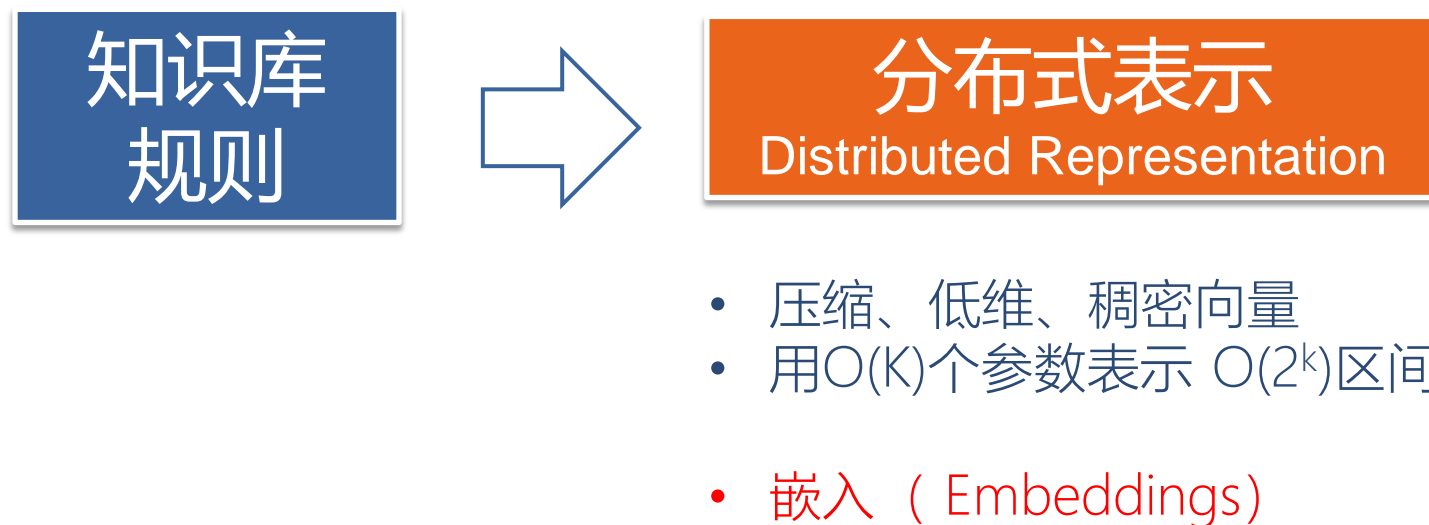 知识库
规则
分布式表示
Distributed Representation
• 压缩、低维、稠密向量
• 用O(K)个参数表示 O(2ᵏ)区间
• 嵌入（ Embeddings）